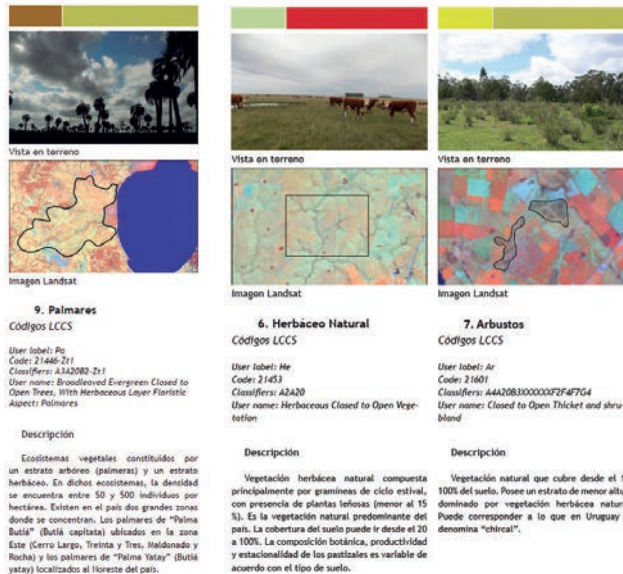 Vista en terreno
Imagen Landsat
9. Palmares
Códigos LCCS
User label: Pa
Code: 21446-Zt1
Classifiers: A3A20B2-Zt1
User name: Broadleaved Evergreen Closed to
Open Trees, With Herbaceous Layer Floristic
Aspect: Palmares
Descripción
Ecosistemas vegetales constituidos por
un estrato arbóreo (palmeras) y un estrato
herbáceo. En dichos ecosistemas, la densidad
se encuentra entre 50 y 500 individuos por
hectárea. Existen en el país dos grandes zonas
donde se concentran. Los palmares de “Palma
Butiá” (Butiá capitata) ubicados en la zona
Este (Cerro Largo, Treinta y Tres, Maldonado y
Rocha) y los palmares de “Palma Yatay” (Butiá
yatay) localizados al Noreste del país.
Vista en terreno
Imagen Landsat
6. Herbáceo Natural
Códigos LCCS
User label: He
Code: 21453
Classifiers: A2A20
User name: Herbaceous Closed to Open Vege-
tation
Descripción
Vegetación herbácea natural compuesta
principalmente por gramíneas de ciclo estival,
con presencia de plantas leñosas (menor al 15
%). Es la vegetación natural predominante del
país. La cobertura del suelo puede ir desde el 20
a 100%. La composición botánica, productividad
y estacionalidad de los pastizales es variable de
acuerdo con el tipo de suelo.
Vista en terreno
Imagen Landsat
7. Arbustos
Códigos LCCS
User label: Ar
Code: 21601
Classifiers: A4A20B3XXXXXXF2F4F7G4
User name: Closed to Open Thicket and shru-
bland
Descripción
Vegetación natural que cubre desde el
100% del suelo. Posee un estrato de menor
dominado por vegetación herbácea
Puede corresponder a lo que en Uruguay
denomina “chircal”.